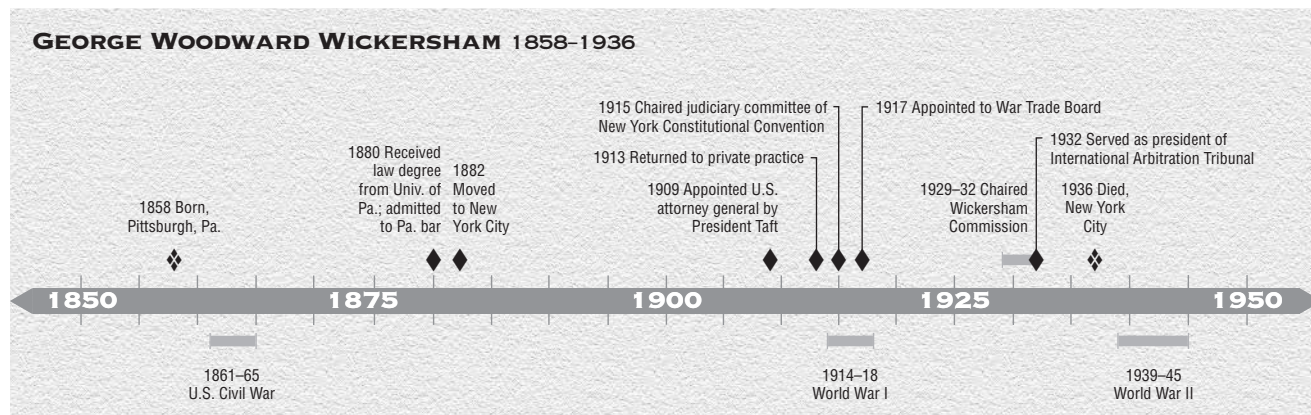 GEORGE WOODWARD WICKERSHAM 1858–1936
1858 Born,
Pittsburgh, Pa.
1880 Received
law degree
from Univ. of
Pa.; admitted
to Pa. bar
1882
Moved
to New
York City
1909 Appointed U.S.
attorney general by
President Taft
1913 Returned to private practice
1915 Chaired judiciary committee of
New York Constitutional Convention
1917 Appointed to War Trade Board
1929–32 Chaired
Wickersham
Commission
1932 Served as president of
International Arbitration Tribunal
1936 Died,
New York
City
1850
1875
1900
1925
1950
1861–65
U.S. Civil War
1914–18
World War I
1939–45
World War II